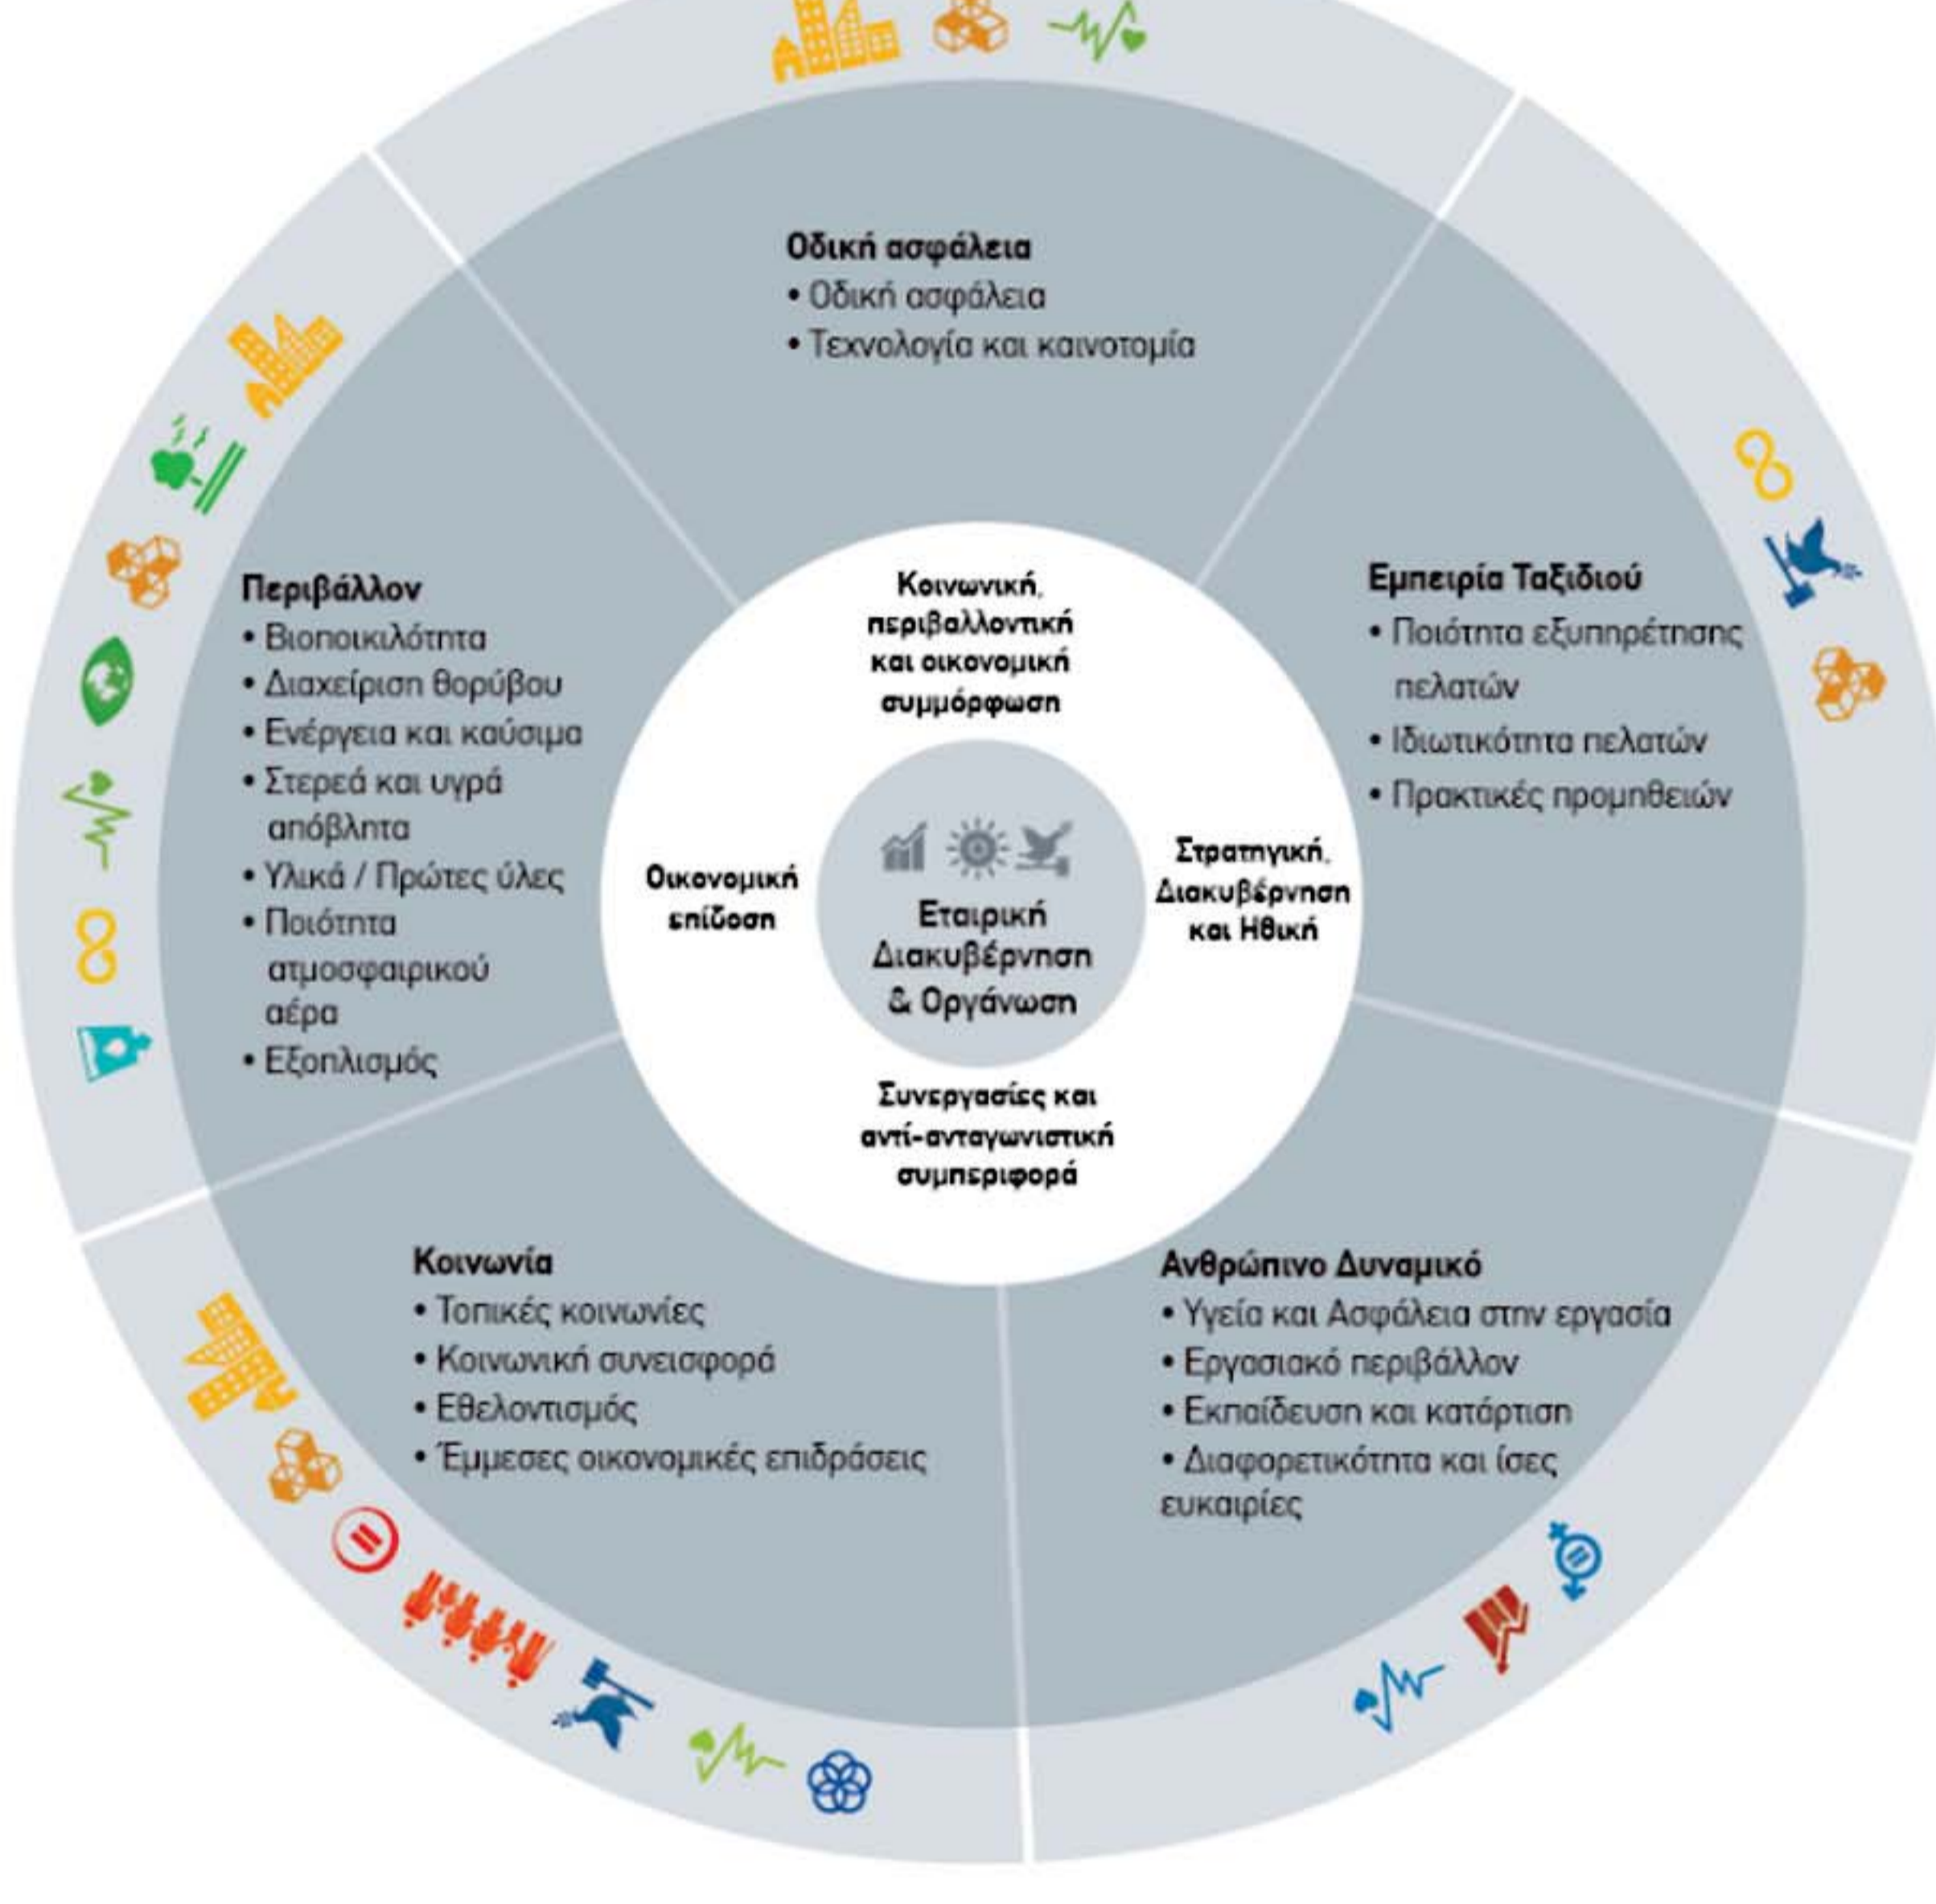 Οδική ασφάλεια
• Οδική ασφάλεια
• Τεχνολογία και καινοτομία
Εμπειρία Ταξιδιού
• Ποιότητα εξυπηρέτησης
πελατών
• Ιδιωτικότητα πελατών
• Πρακτικές προμηθειών
Περιβάλλον
• Βιοποικιλότητα
• Διαχείριση θορύβου
• Ενέργεια και καύσιμα
• Στερεά και υγρά
απόβλητα
• Υλικά / Πρώτες ύλες
• Ποιότητα
ατμοσφαιρικού
αέρα
• Εξοπλισμός
Κοινωνική,
περιβαλλοντική
και οικονομική
συμμόρφωση
Οικονομική
επίδοση
Εταιρική
Διακυβέρνηση
& Οργάνωση
Στρατηγική,
Διακυβέρνηση
και Ηθική
Συνεργασίες και
αντί-ανταγωνιστική
συμπεριφορά
Κοινωνία
• Τοπικές κοινωνίες
• Κοινωνική συνεισφορά
• Εθελοντισμός
• Έμμεσες οικονομικές επιδράσεις
Ανθρώπινο Δυναμικό
• Υγεία και Ασφάλεια στην εργασία
• Εργασιακό περιβάλλον
• Εκπαίδευση και κατάρτιση
• Διαφορετικότητα και ίσες
ευκαιρίες